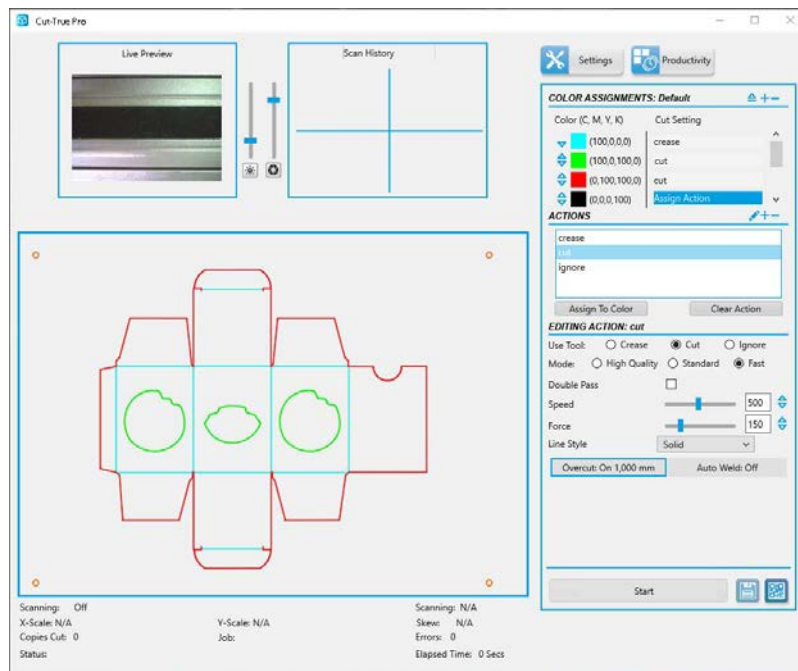 Cut-True Pro
Live Preview
Scan History
Settings
Productivity
COLOR ASSIGNMENTS: Default
Color (C, M, Y, K) Cut Setting
(100,0,0,0) crease
(100,0,100,0) cut
(0,100,100,0) cut
(0,0,0,100) Assign Action
ACTIONS
crease
cut
ignore
Assign To Color Clear Action
EDITING ACTION: cut
Use Tool: Crease Cut Ignore
Mode: High Quality Standard Fast
Double Pass
Speed 500
Force 150
Line Style Solid
Overcut: On 1,000 mm Auto Weld: Off
Start
Scanning: Off Scanning: N/A
X-Scale: N/A Y-Scale: N/A Skew: N/A
Copies Cut: 0 Job: Errors: 0
Status: Elapsed Time: 0 Secs